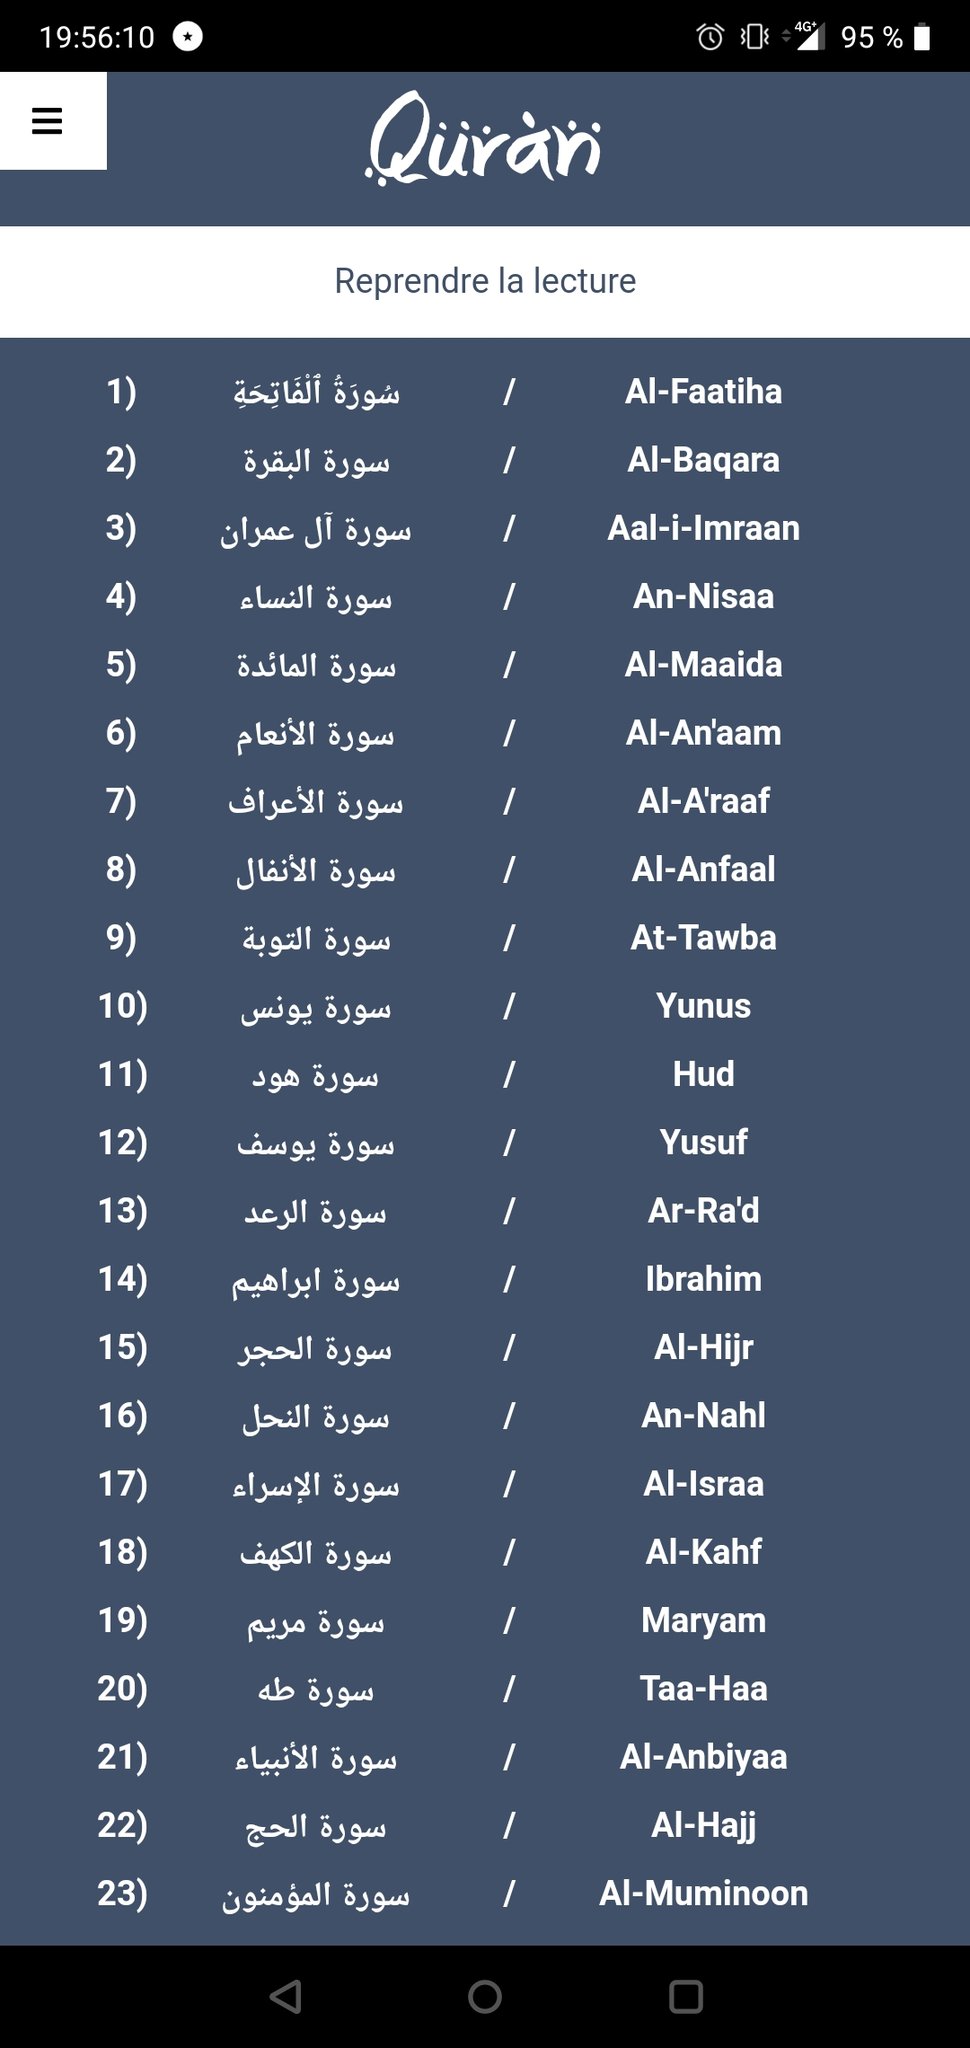 19:56:10 4G+ 95 %
Quran
Reprendre la lecture
1) سُورَةُ ٱلْفَاتِحَةِ / Al-Faatiha
2) سورة البقرة / Al-Baqara
3) سورة آل عمران / Aal-i-Imraan
4) سورة النساء / An-Nisaa
5) سورة المائدة / Al-Maaida
6) سورة الأنعام / Al-An'aam
7) سورة الأعراف / Al-A'raaf
8) سورة الأنفال / Al-Anfaal
9) سورة التوبة / At-Tawba
10) سورة يونس / Yunus
11) سورة هود / Hud
12) سورة يوسف / Yusuf
13) سورة الرعد / Ar-Ra'd
14) سورة ابراهيم / Ibrahim
15) سورة الحجر / Al-Hijr
16) سورة النحل / An-Nahl
17) سورة الإسراء / Al-Israa
18) سورة الكهف / Al-Kahf
19) سورة مريم / Maryam
20) سورة طه / Taa-Haa
21) سورة الأنبياء / Al-Anbiyaa
22) سورة الحج / Al-Hajj
23) سورة المؤمنون / Al-Muminoon